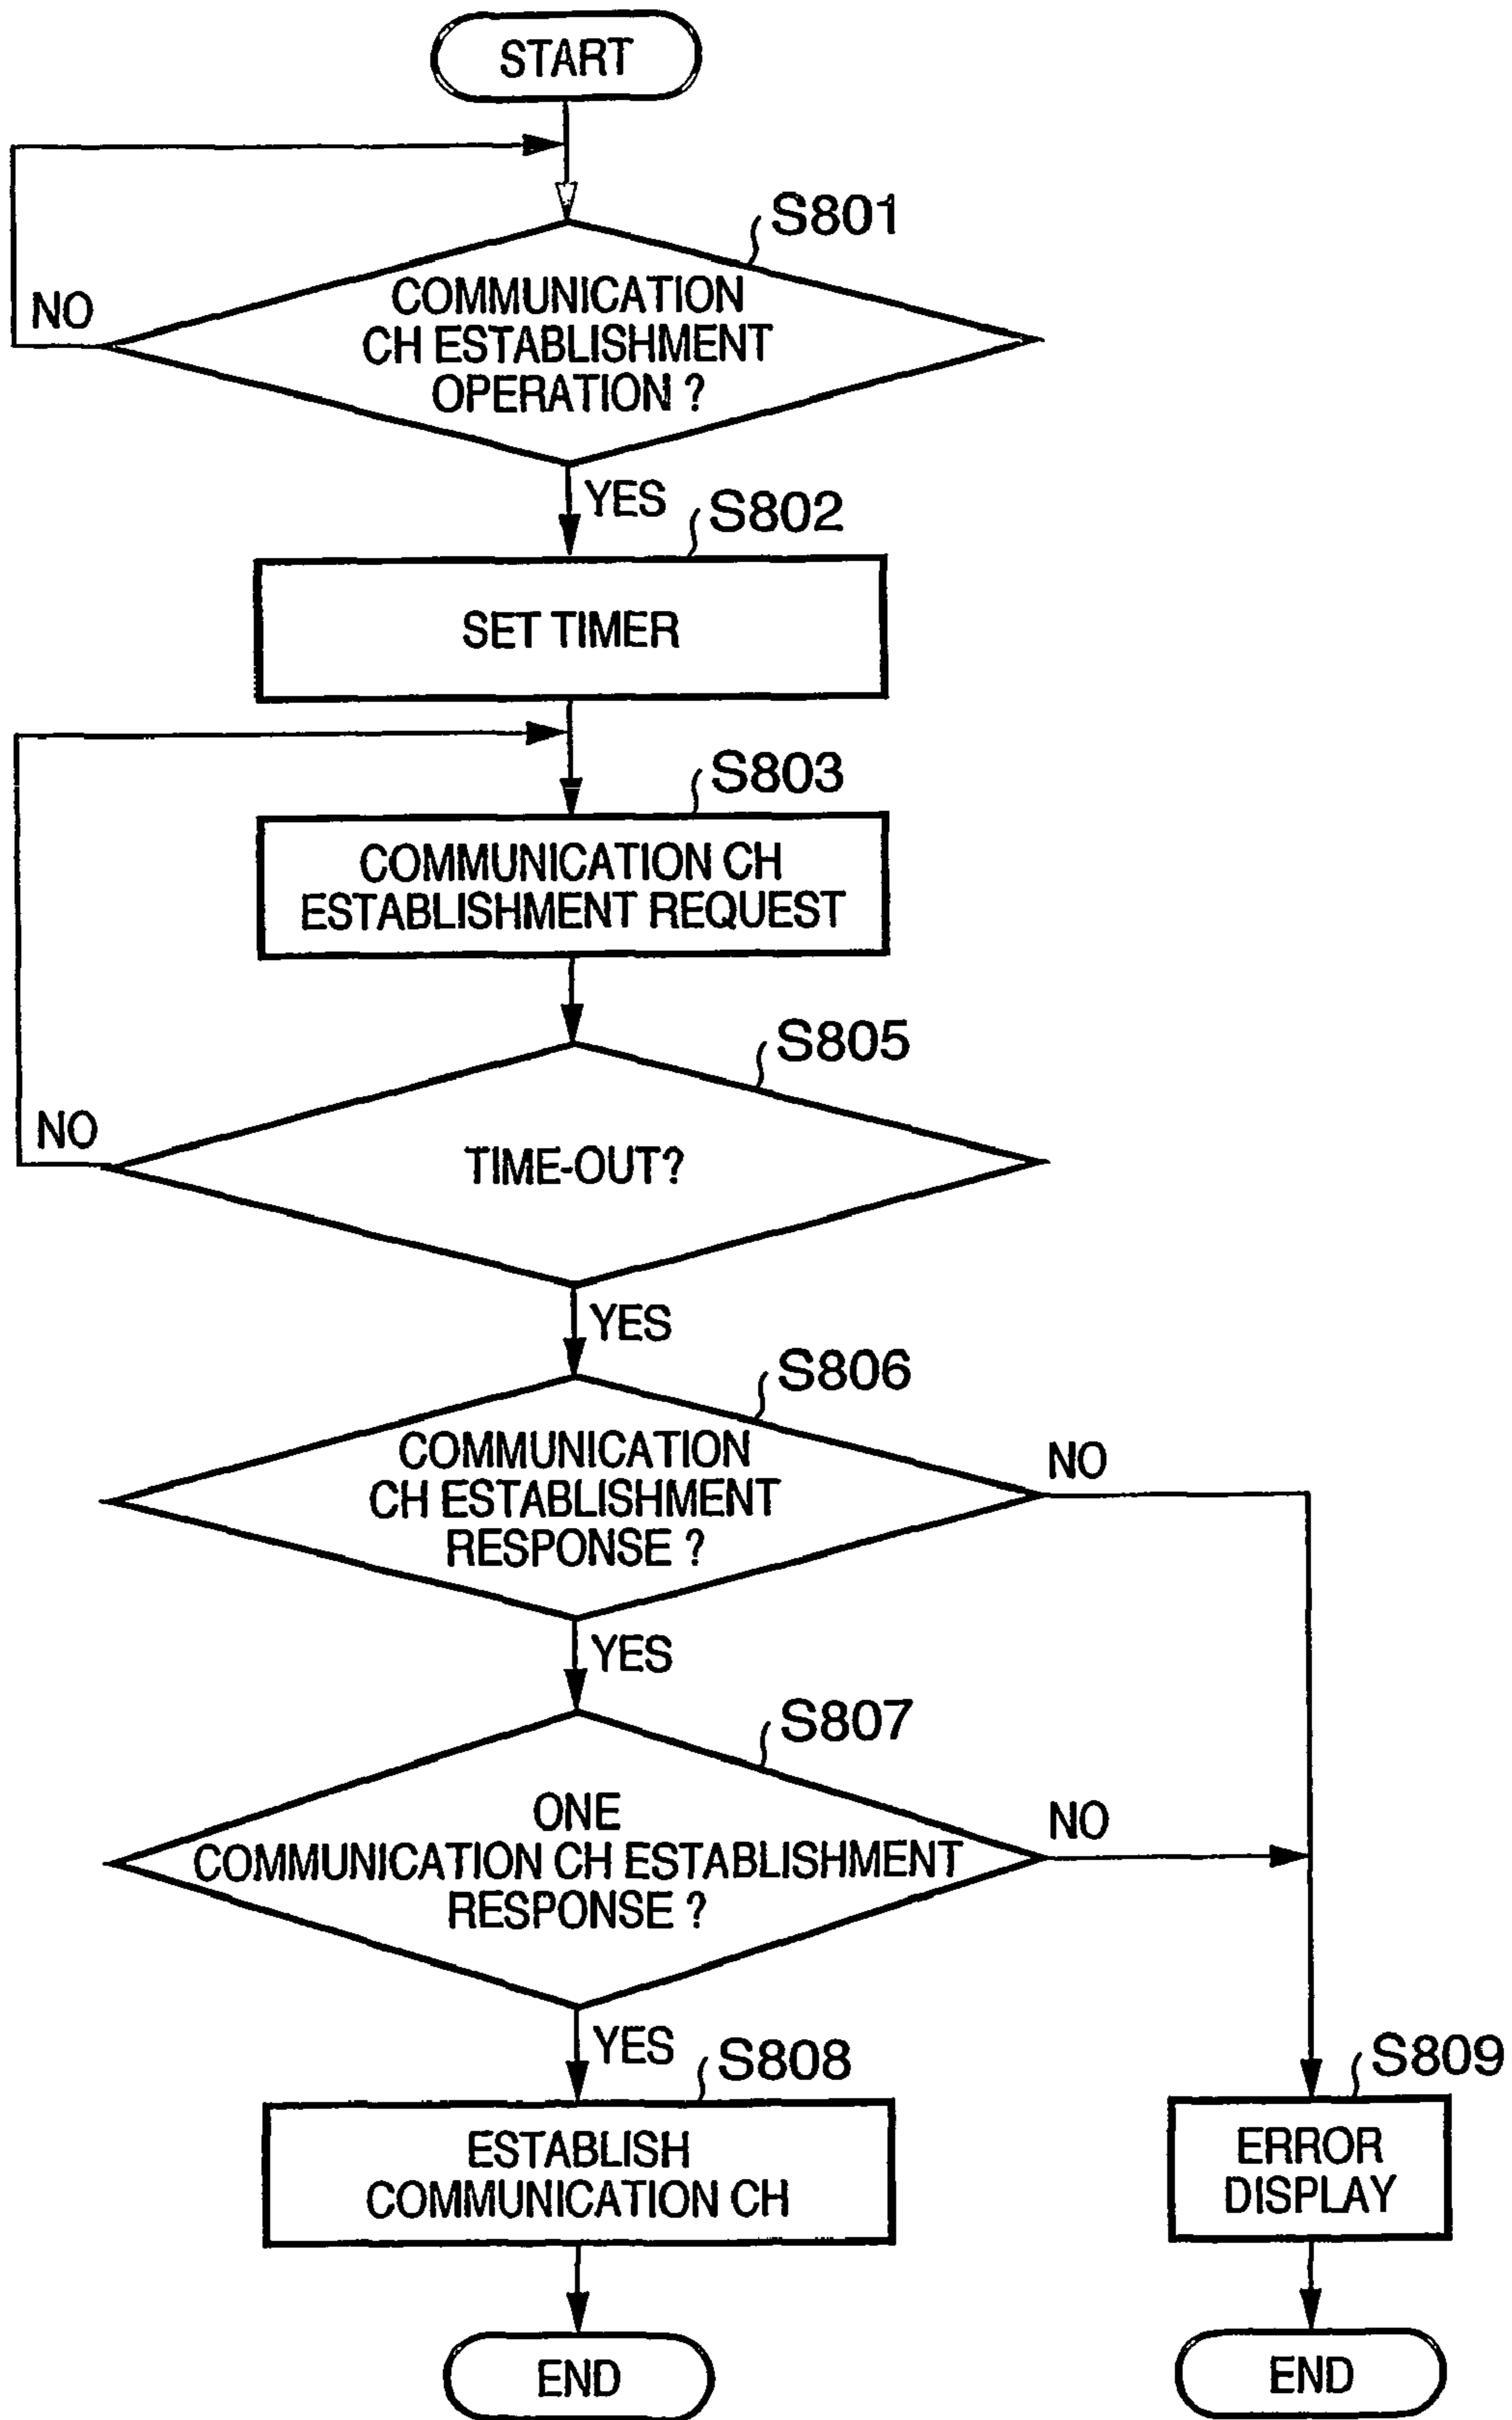 START
S801
COMMUNICATION
CH ESTABLISHMENT
OPERATION ?
NO
YES
S802
SET TIMER
S803
COMMUNICATION CH
ESTABLISHMENT REQUEST
S805
TIME-OUT?
NO
YES
S806
COMMUNICATION
CH ESTABLISHMENT
RESPONSE ?
NO
YES
S807
ONE
COMMUNICATION CH ESTABLISHMENT
RESPONSE ?
NO
YES
S808
ESTABLISH
COMMUNICATION CH
S809
ERROR
DISPLAY
END
END